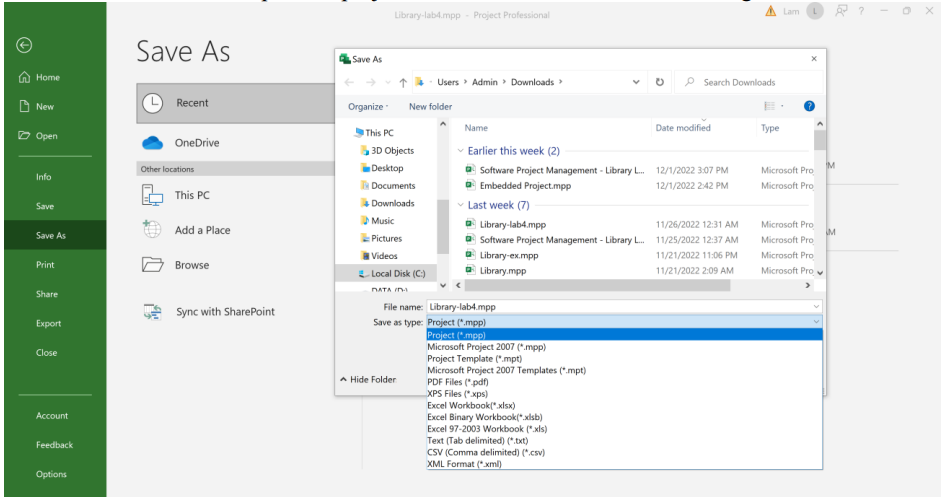 Library-lab4.mpp - Project Professional
Lam L ? — X
Save As
Home
New
Open
Info
Save
Save As
Print
Share
Export
Close
Account
Feedback
Options
Recent
OneDrive
Other locations
This PC
Add a Place
Browse
Sync with SharePoint
Save As ×
Users > Admin > Downloads >
Search Downloads
Organize
New folder
?
This PC
3D Objects
Desktop
Documents
Downloads
Music
Pictures
Videos
Local Disk (C:)
DATA (D:)
Name Date modified Type
Earlier this week (2)
Software Project Management - Library L... 12/1/2022 3:07 PM Microsoft Pro
Embedded Project.mpp 12/1/2022 2:42 PM Microsoft Pro
Last week (7)
Library-lab4.mpp 11/26/2022 12:31 AM Microsoft Pro
Software Project Management - Library L... 11/25/2022 12:37 AM Microsoft Pro
Library-ex.mpp 11/21/2022 11:06 PM Microsoft Pro
Library.mpp 11/21/2022 2:09 AM Microsoft Pro
File name: Library-lab4.mpp
Save as type: Project (*.mpp)
Project (*.mpp)
Microsoft Project 2007 (*.mpp)
Project Template (*.mpt)
Microsoft Project 2007 Templates (*.mpt)
PDF Files (*.pdf)
XPS Files (*.xps)
Excel Workbook(*.xlsx)
Excel Binary Workbook(*.xlsb)
Excel 97-2003 Workbook (*.xls)
Text (Tab delimited) (*.txt)
CSV (Comma delimited) (*.csv)
XML Format (*.xml)
Hide Folder